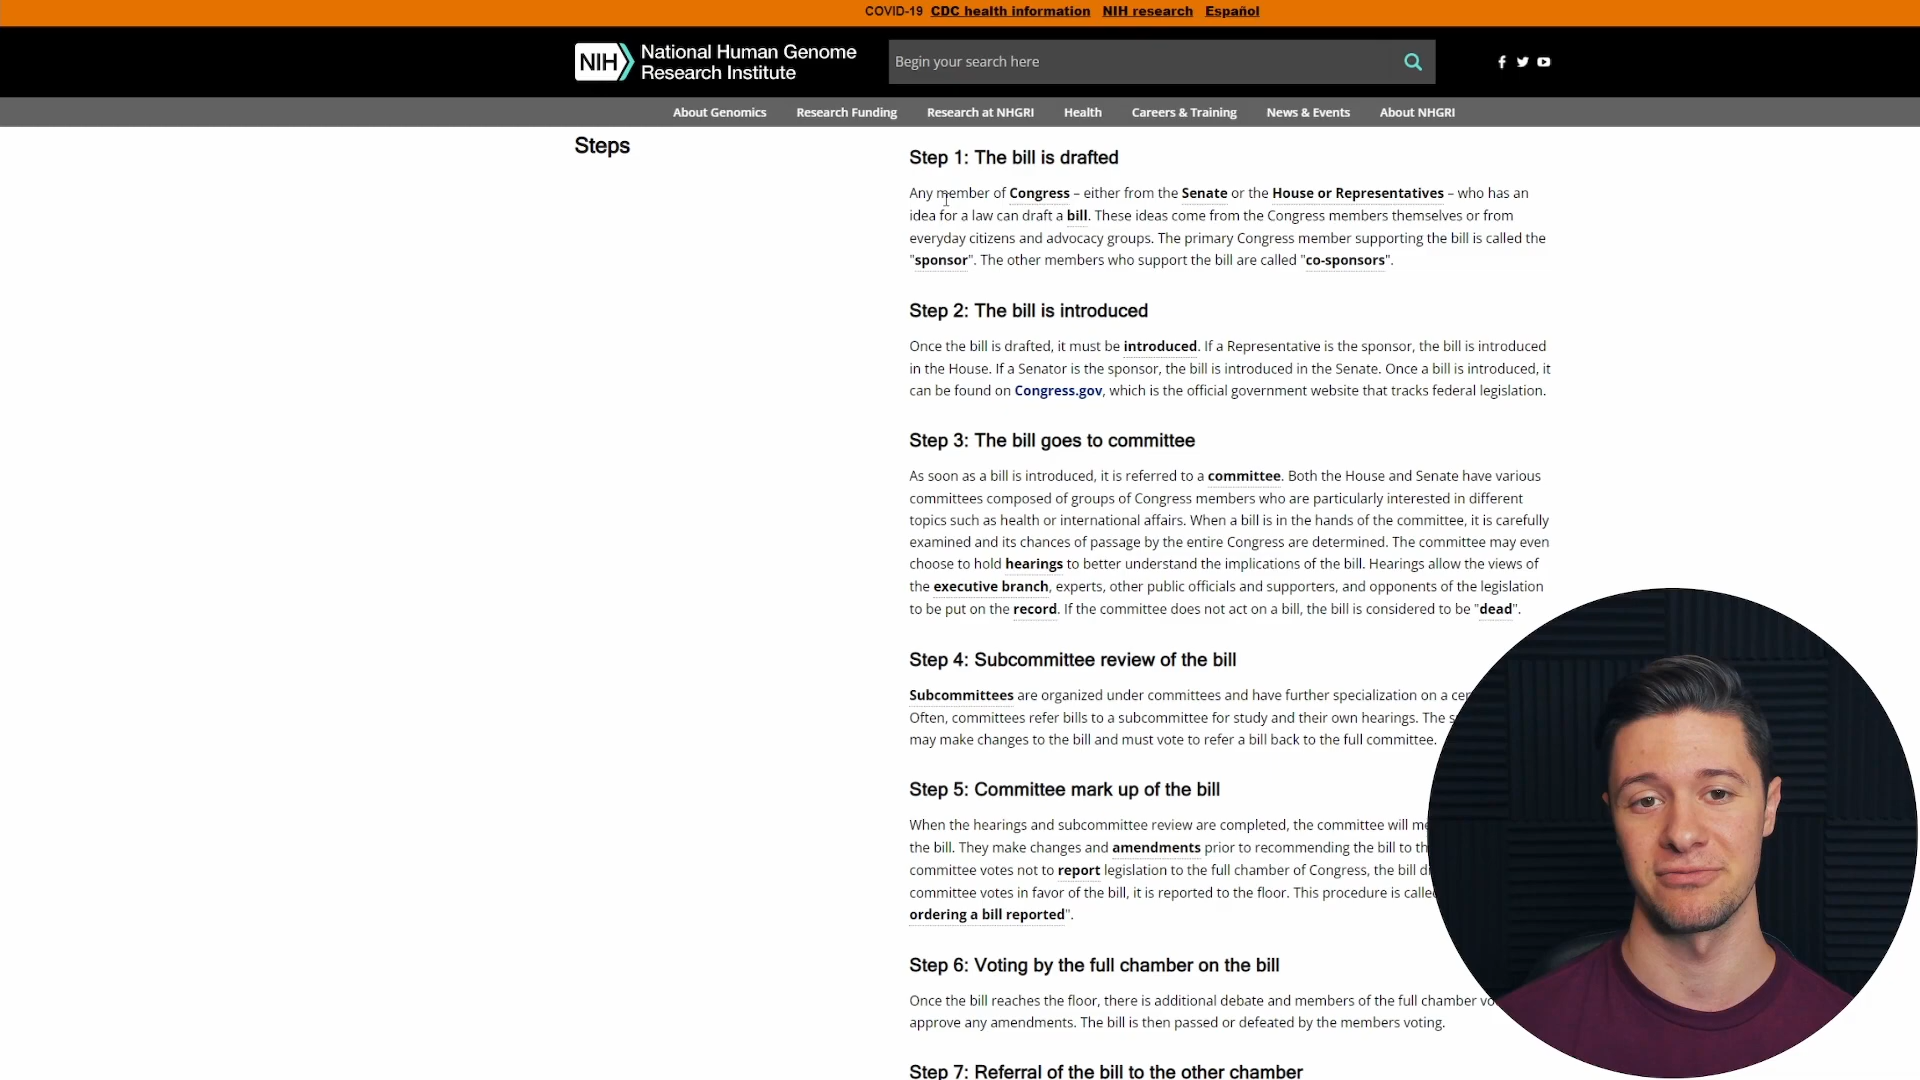 COVID-19 CDC health information NIH research Español
NIH National Human Genome
Research Institute
Begin your search here
About Genomics Research Funding Research at NHGRI Health Careers & Training News & Events About NHGRI
Steps
Step 1: The bill is drafted
Any member of Congress – either from the Senate or the House or Representatives – who has an
idea for a law can draft a bill. These ideas come from the Congress members themselves or from
everyday citizens and advocacy groups. The primary Congress member supporting the bill is called the
"sponsor". The other members who support the bill are called "co-sponsors".
Step 2: The bill is introduced
Once the bill is drafted, it must be introduced. If a Representative is the sponsor, the bill is introduced
in the House. If a Senator is the sponsor, the bill is introduced in the Senate. Once a bill is introduced, it
can be found on Congress.gov, which is the official government website that tracks federal legislation.
Step 3: The bill goes to committee
As soon as a bill is introduced, it is referred to a committee. Both the House and Senate have various
committees composed of groups of Congress members who are particularly interested in different
topics such as health or international affairs. When a bill is in the hands of the committee, it is carefully
examined and its chances of passage by the entire Congress are determined. The committee may even
choose to hold hearings to better understand the implications of the bill. Hearings allow the views of
the executive branch, experts, other public officials and supporters, and opponents of the legislation
to be put on the record. If the committee does not act on a bill, the bill is considered to be "dead".
Step 4: Subcommittee review of the bill
Subcommittees are organized under committees and have further specialization on a
Often, committees refer bills to a subcommittee for study and their own hearings. The
may make changes to the bill and must vote to refer a bill back to the full committee.
Step 5: Committee mark up of the bill
When the hearings and subcommittee review are completed, the committee will
the bill. They make changes and amendments prior to recommending the bill to
committee votes not to report legislation to the full chamber of Congress, the bill
committee votes in favor of the bill, it is reported to the floor. This procedure is
ordering a bill reported".
Step 6: Voting by the full chamber on the bill
Once the bill reaches the floor, there is additional debate and members of the full chamber
approve any amendments. The bill is then passed or defeated by the members voting.
Step 7: Referral of the bill to the other chamber